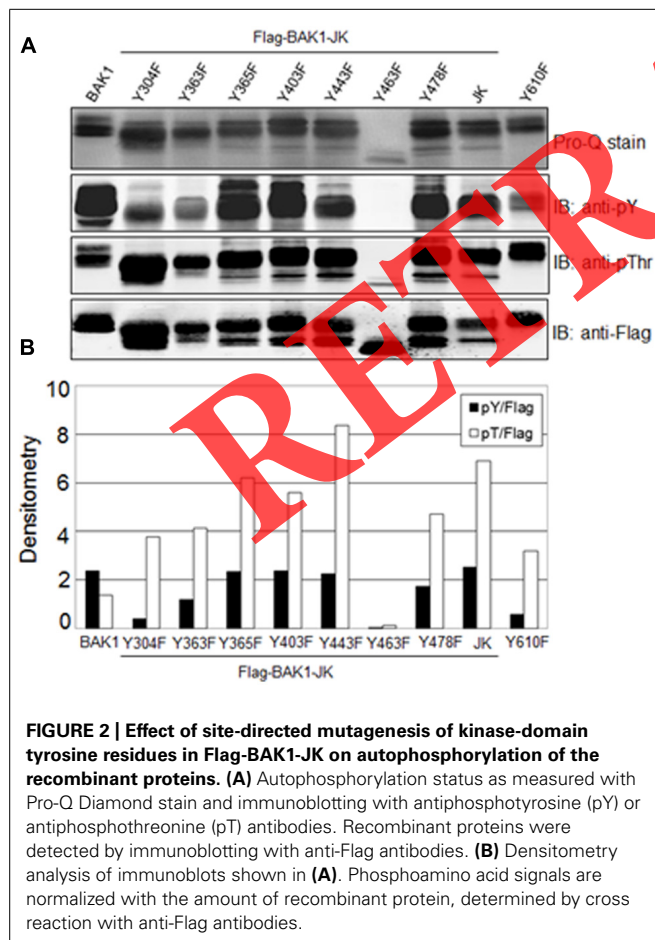 A
Flag-BAK1-JK
BAK1 Y304F Y363F Y365F Y403F Y443F Y463F Y478F JK Y610F
Pro-Q stain
IB: anti-pY
IB: anti-pThr
IB: anti-Flag
B
10
8
6
4
2
0
Densitometry
pY/Flag
pT/Flag
BAK1 Y304F Y363F Y365F Y403F Y443F Y463F Y478F JK Y610F
Flag-BAK1-JK
RETR
FIGURE 2 | Effect of site-directed mutagenesis of kinase-domain
tyrosine residues in Flag-BAK1-JK on autophosphorylation of the
recombinant proteins. (A) Autophosphorylation status as measured with
Pro-Q Diamond stain and immunoblotting with antiphosphotyrosine (pY) or
antiphosphothreonine (pT) antibodies. Recombinant proteins were
detected by immunoblotting with anti-Flag antibodies. (B) Densitometry
analysis of immunoblots shown in (A). Phosphoamino acid signals are
normalized with the amount of recombinant protein, determined by cross
reaction with anti-Flag antibodies.